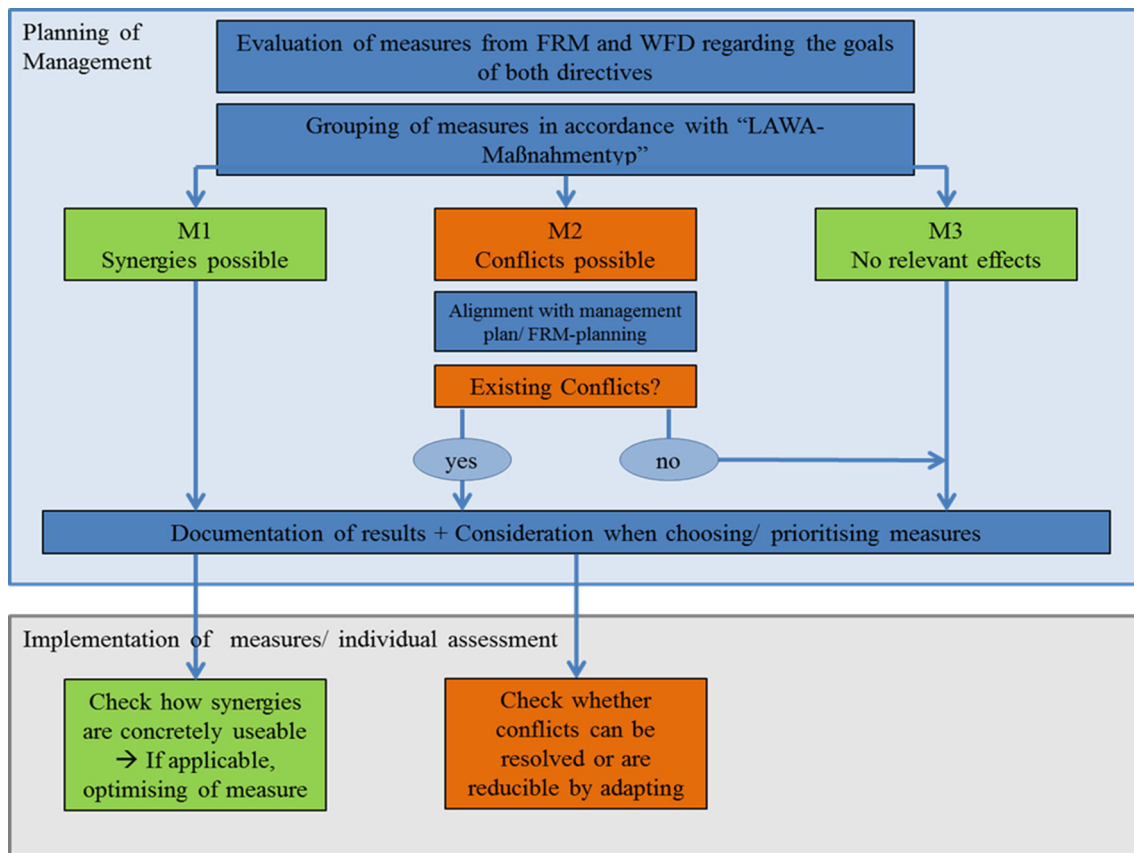 Planning of
Management
Evaluation of measures from FRM and WFD regarding the goals
of both directives
Grouping of measures in accordance with “LAWA-
Maßnahmentyp”
M1
Synergies possible
M2
Conflicts possible
M3
No relevant effects
Alignment with management
plan/ FRM-planning
Existing Conflicts?
yes
no
Documentation of results + Consideration when choosing/ prioritising measures
Implementation of measures/ individual assessment
Check how synergies
are concretely useable
→ If applicable,
optimising of measure
Check whether
conflicts can be
resolved or are
reducible by adapting